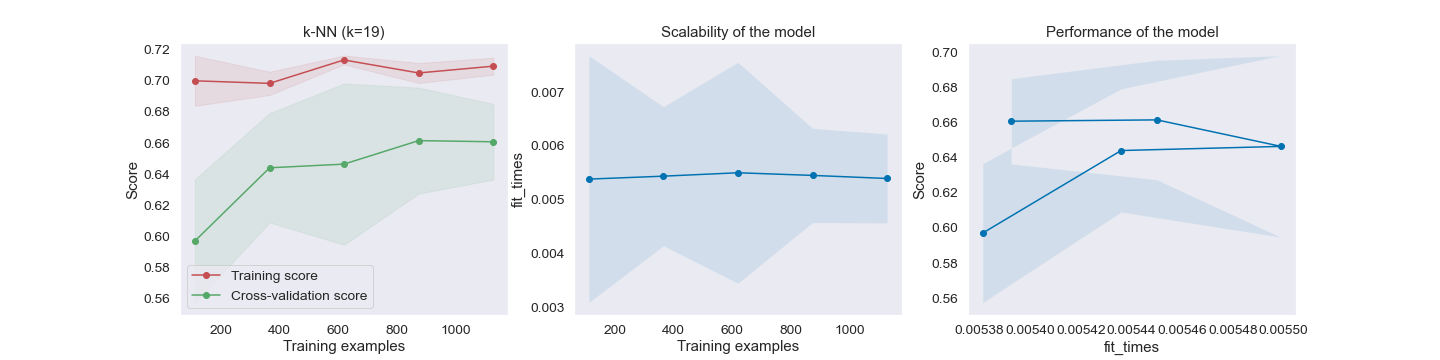 k-NN (k=19)
0.72
0.70
0.68
0.66
0.64
0.62
0.60
0.58
0.56
Score
Training score
Cross-validation score
200 400 600 800 1000
Training examples
Scalability of the model
0.007
0.006
0.005
0.004
0.003
fit_times
200 400 600 800 1000
Training examples
Performance of the model
0.70
0.68
0.66
0.64
0.62
0.60
0.58
0.56
Score
0.00538 0.00540 0.00542 0.00544 0.00546 0.00548 0.00550
fit_times